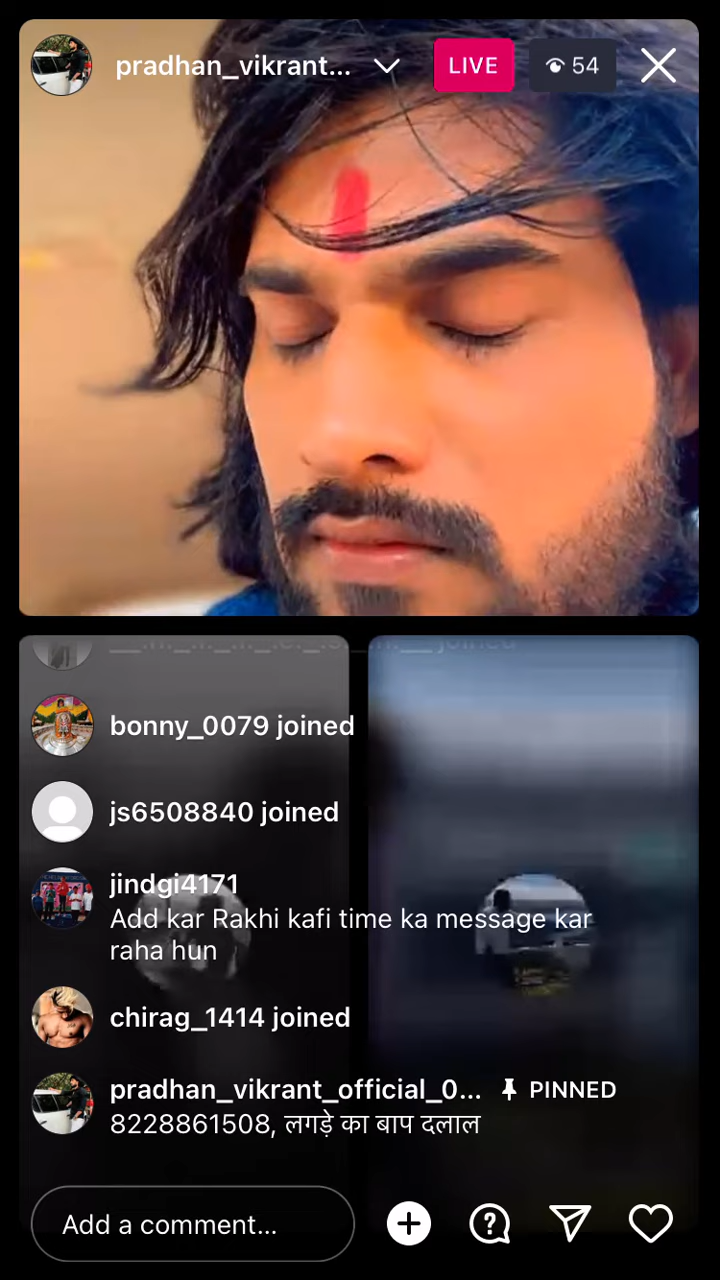 pradhan_vikrant...
LIVE
54
bonny_0079 joined
js6508840 joined
jindgi4171
Add kar Rakhi kafi time ka message kar
raha hun
chirag_1414 joined
pradhan_vikrant_official_0... PINNED
8228861508, लगड़े का बाप दलाल
Add a comment...